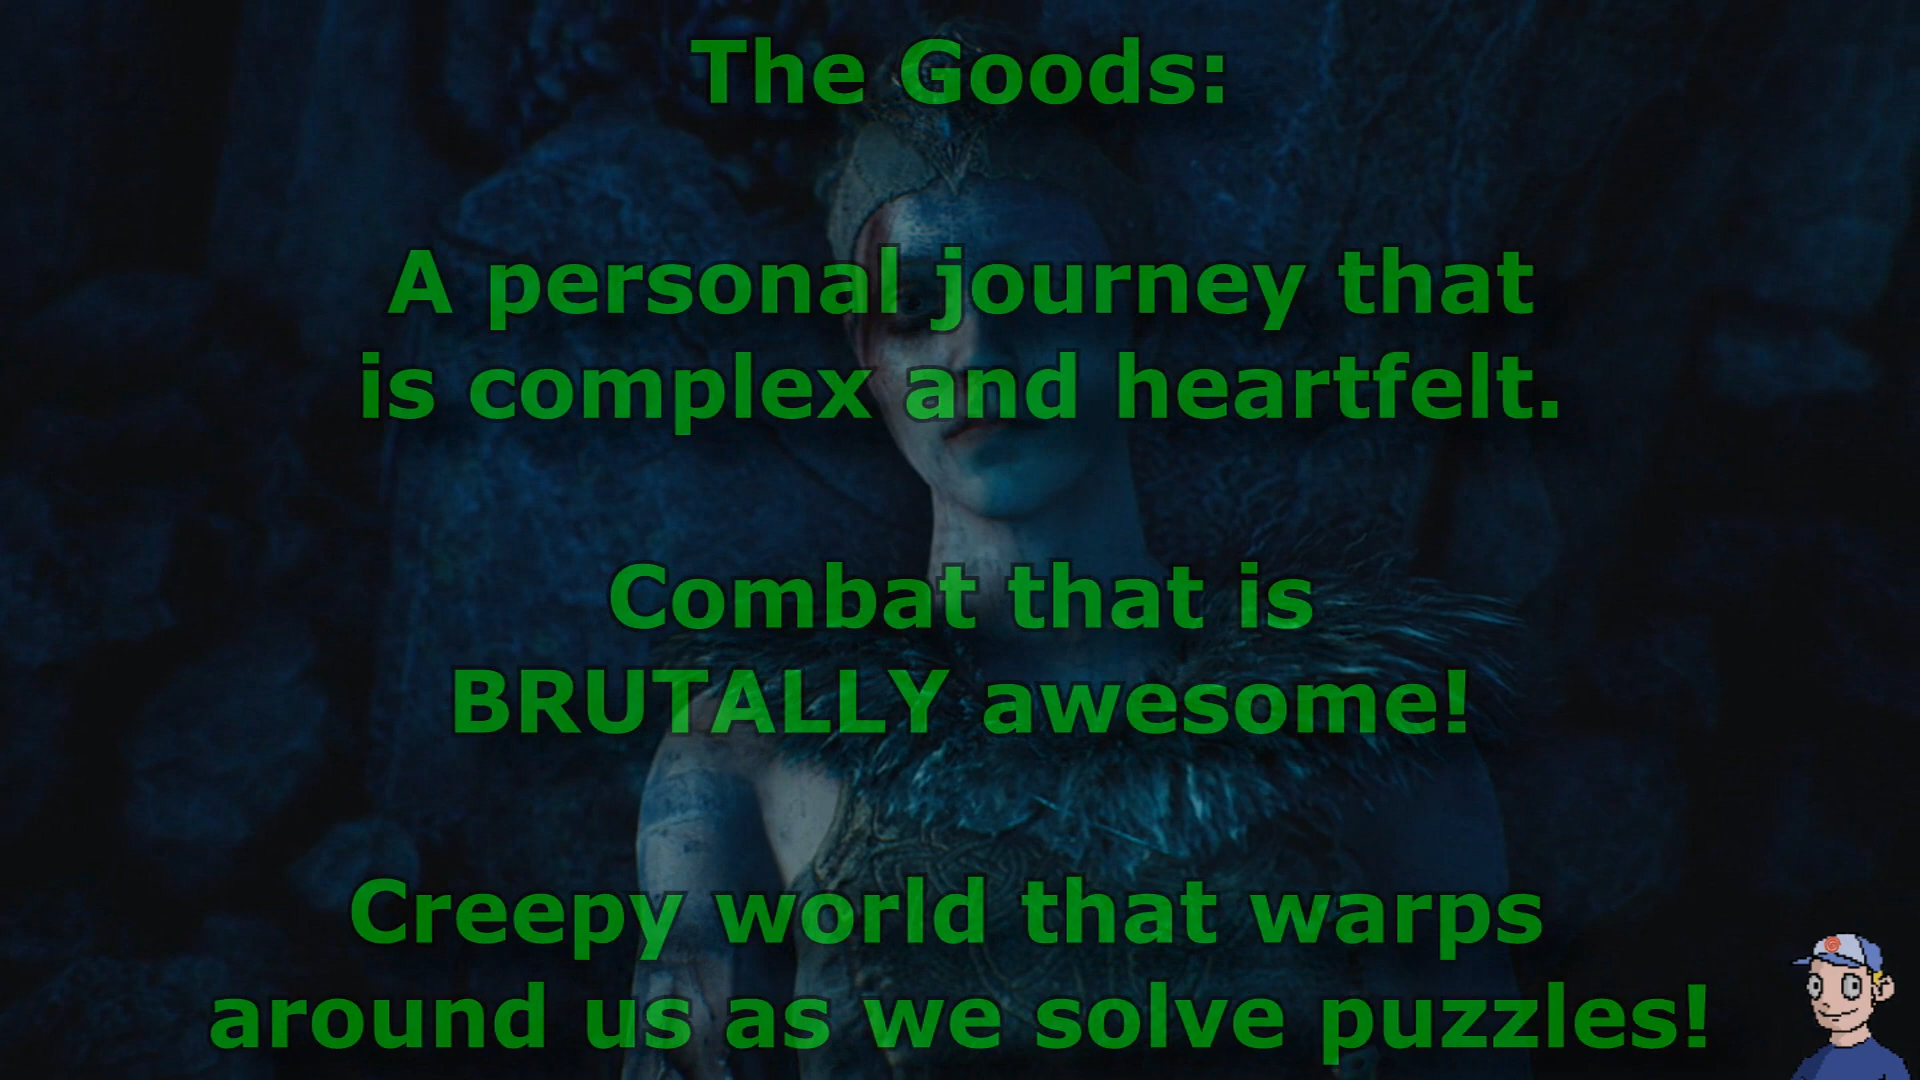 The Goods:
A personal journey that
is complex and heartfelt.
Combat that is
BRUTALLY awesome!
Creepy world that warps
around us as we solve puzzles!